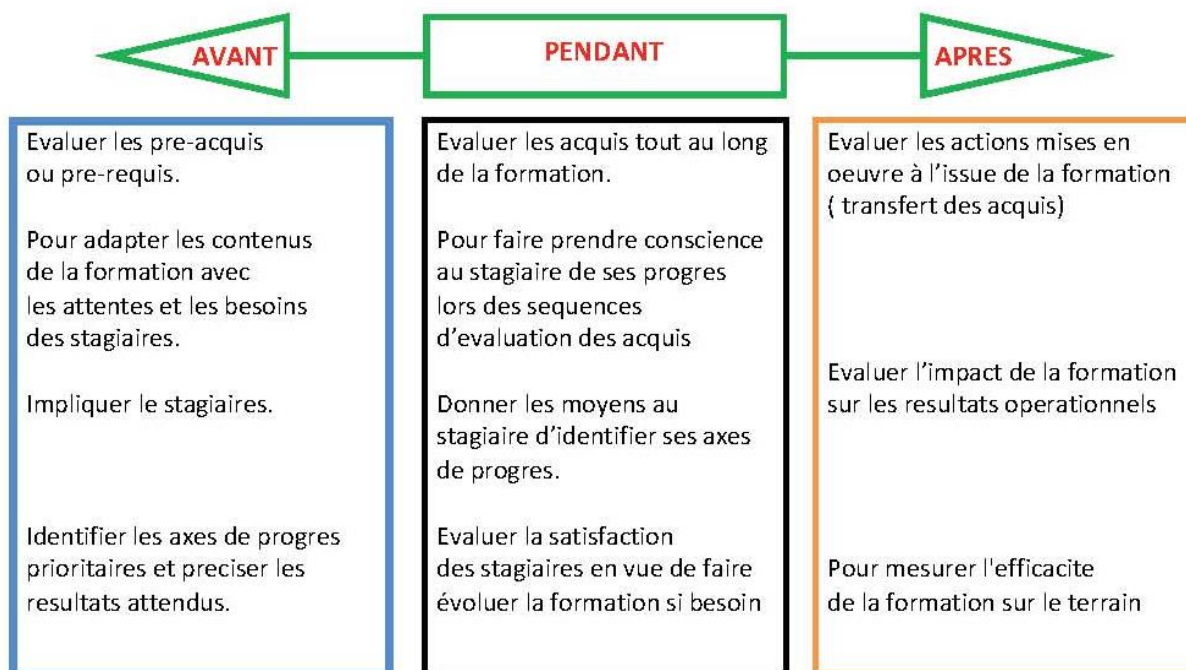 AVANT
PENDANT
APRES
Evaluer les pre-acquis
ou pre-requis.
Pour adapter les contenus
de la formation avec
les attentes et les besoins
des stagiaires.
Impliquer le stagiaires.
Identifier les axes de progres
prioritaires et preciser les
resultats attendus.
Evaluer les acquis tout au long
de la formation.
Pour faire prendre conscience
au stagiaire de ses progres
lors des sequences
d’evaluation des acquis
Donner les moyens au
stagiaire d’identifier ses axes
de progres.
Evaluer la satisfaction
des stagiaires en vue de faire
évoluer la formation si besoin
Evaluer les actions mises en
oeuvre à l’issue de la formation
( transfert des acquis)
Evaluer l’impact de la formation
sur les resultats operationnels
Pour mesurer l'efficacite
de la formation sur le terrain